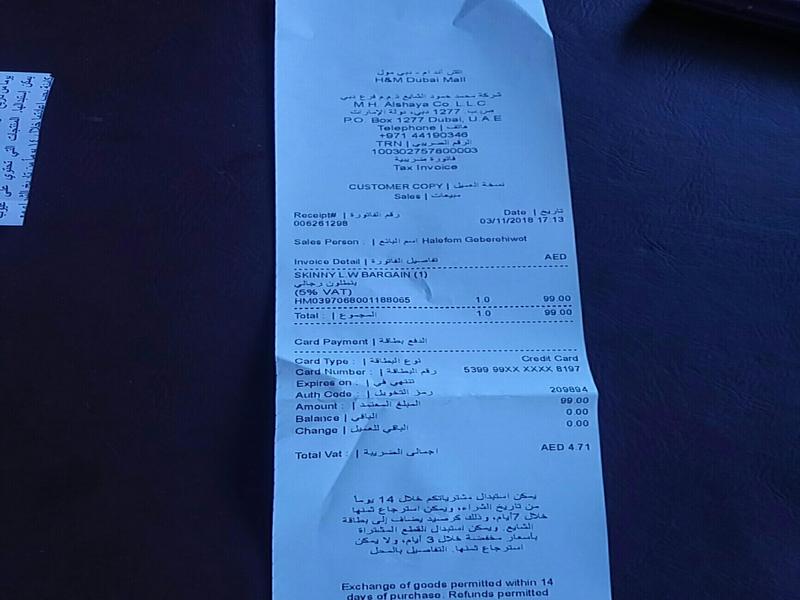 اتش أند ام - دبي مول
H&M Dubai Mall
شركة محمد حمود الشايع ذ.م.م فرع دبي
M.H. Alshaya Co. L.L.C
ص.ب 1277 دبي، دولة الإمارات
P.O. Box 1277 Dubai, U.A.E
Telephone | هاتف
+971 44190346
TRN | الرقم الضريبي
100302757800003
فاتورة ضريبية
Tax Invoice
CUSTOMER COPY | نسخة العميل
Sales | مبيعات
Receipt# | رقم الفاتورة Date | تاريخ
006261298 03/11/2018 17:13
Sales Person : | اسم البائع Halefom Geberehiwot
Invoice Detail | تفاصيل الفاتورة AED
SKINNY L.W BARGAIN (1)
بنطلون رجالي
(5% VAT)
HM0397068001188065 1.0 99.00
Total : | المجموع 1.0 99.00
Card Payment | الدفع بطاقة
Card Type : | نوع البطاقة Credit Card
Card Number : | رقم البطاقة 5399 99XX XXXX 8197
Expires on : | تنتهي في
Auth Code : | رمز التخويل 209894
Amount : | المبلغ المعتمد 99.00
Balance | الباقي 0.00
Change | الباقي للعميل 0.00
Total Vat : | اجمالي الضريبة AED 4.71
يمكن استبدال مشترياتكم خلال 14 يوماً
من تاريخ الشراء، ويمكن استرجاع ثمنها
خلال 7أيام، وذلك كرصيد يضاف إلى بطاقة
الشايع. ويمكن استبدال القطع المشتراة
بأسعار مخفضة خلال 3 أيام، ولا يمكن
استرجاع ثمنها. التفاصيل بالمحل
Exchange of goods permitted within 14
days of purchase. Refunds permitted